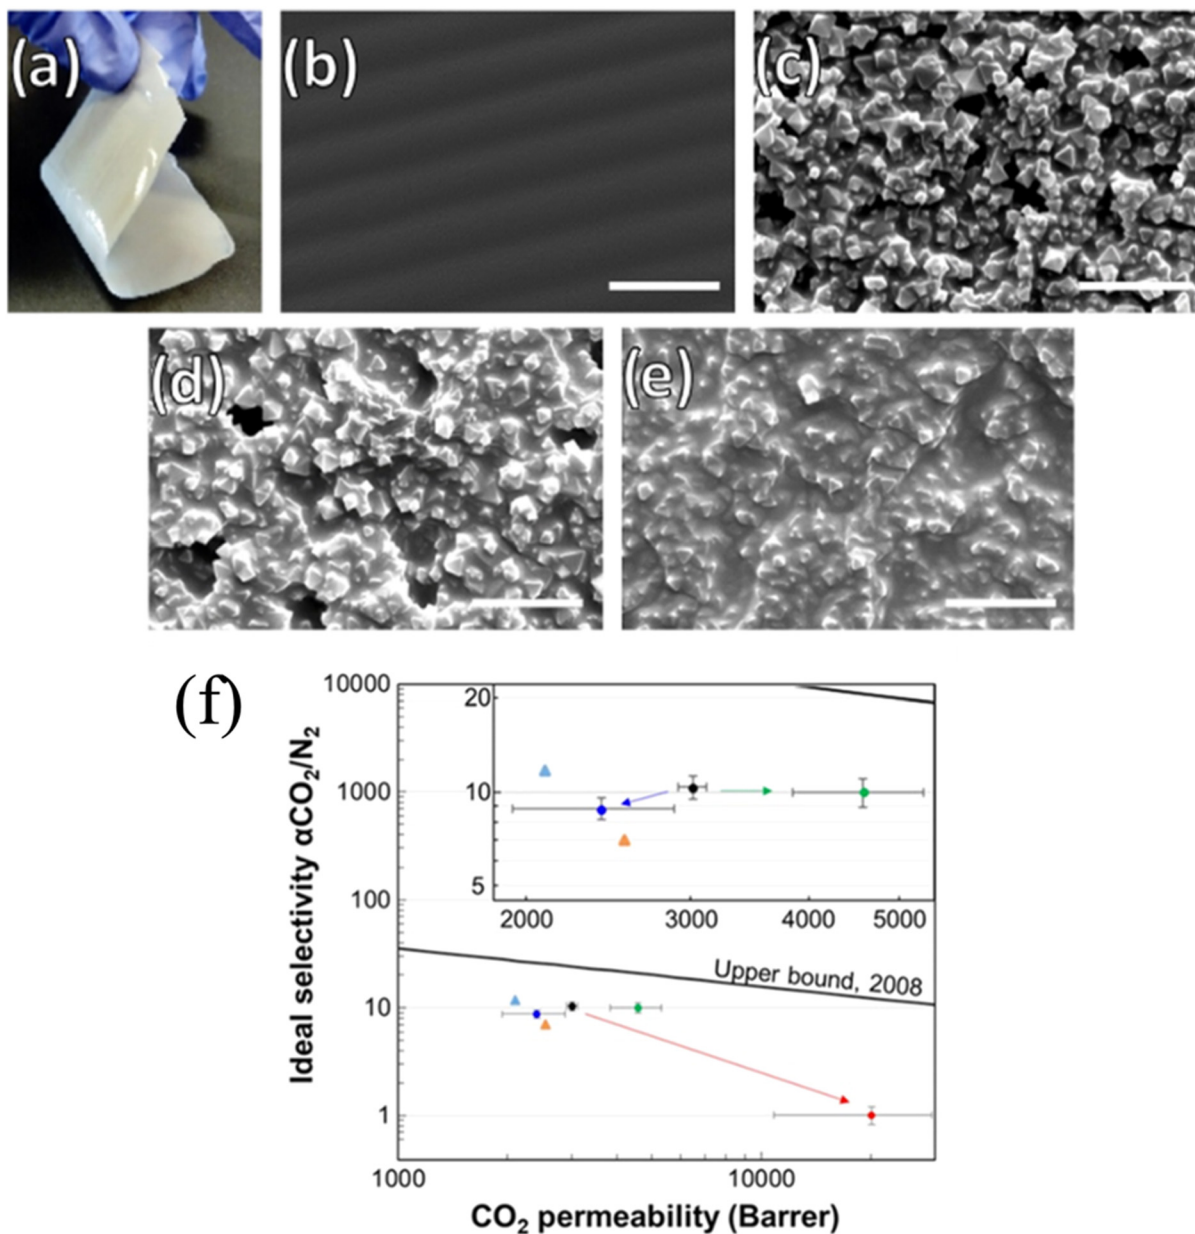 (a)
(b)
(c)
(d)
(e)
(f)
Ideal selectivity αCO₂/N₂
10000
1000
100
10
1
20
10
5
2000 3000 4000 5000
Upper bound, 2008
1000 10000
CO₂ permeability (Barrer)